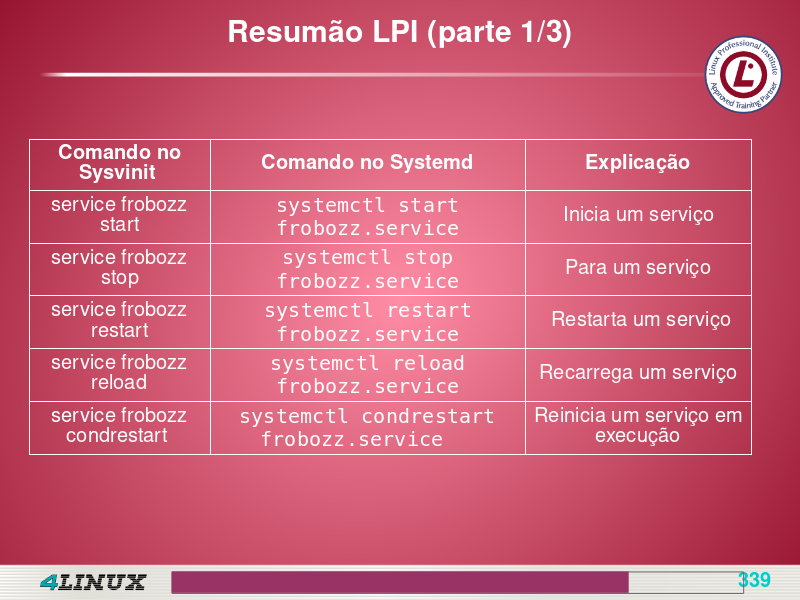 Resumão LPI (parte 1/3)
Linux Professional Institute
Approved Training Partner
Comando no
Sysvinit
Comando no Systemd
Explicação
service frobozz
start
systemctl start
frobozz.service
Inicia um serviço
service frobozz
stop
systemctl stop
frobozz.service
Para um serviço
service frobozz
restart
systemctl restart
frobozz.service
Restarta um serviço
service frobozz
reload
systemctl reload
frobozz.service
Recarrega um serviço
service frobozz
condrestart
systemctl condrestart
frobozz.service
Reinicia um serviço em
execução
4LINUX
339